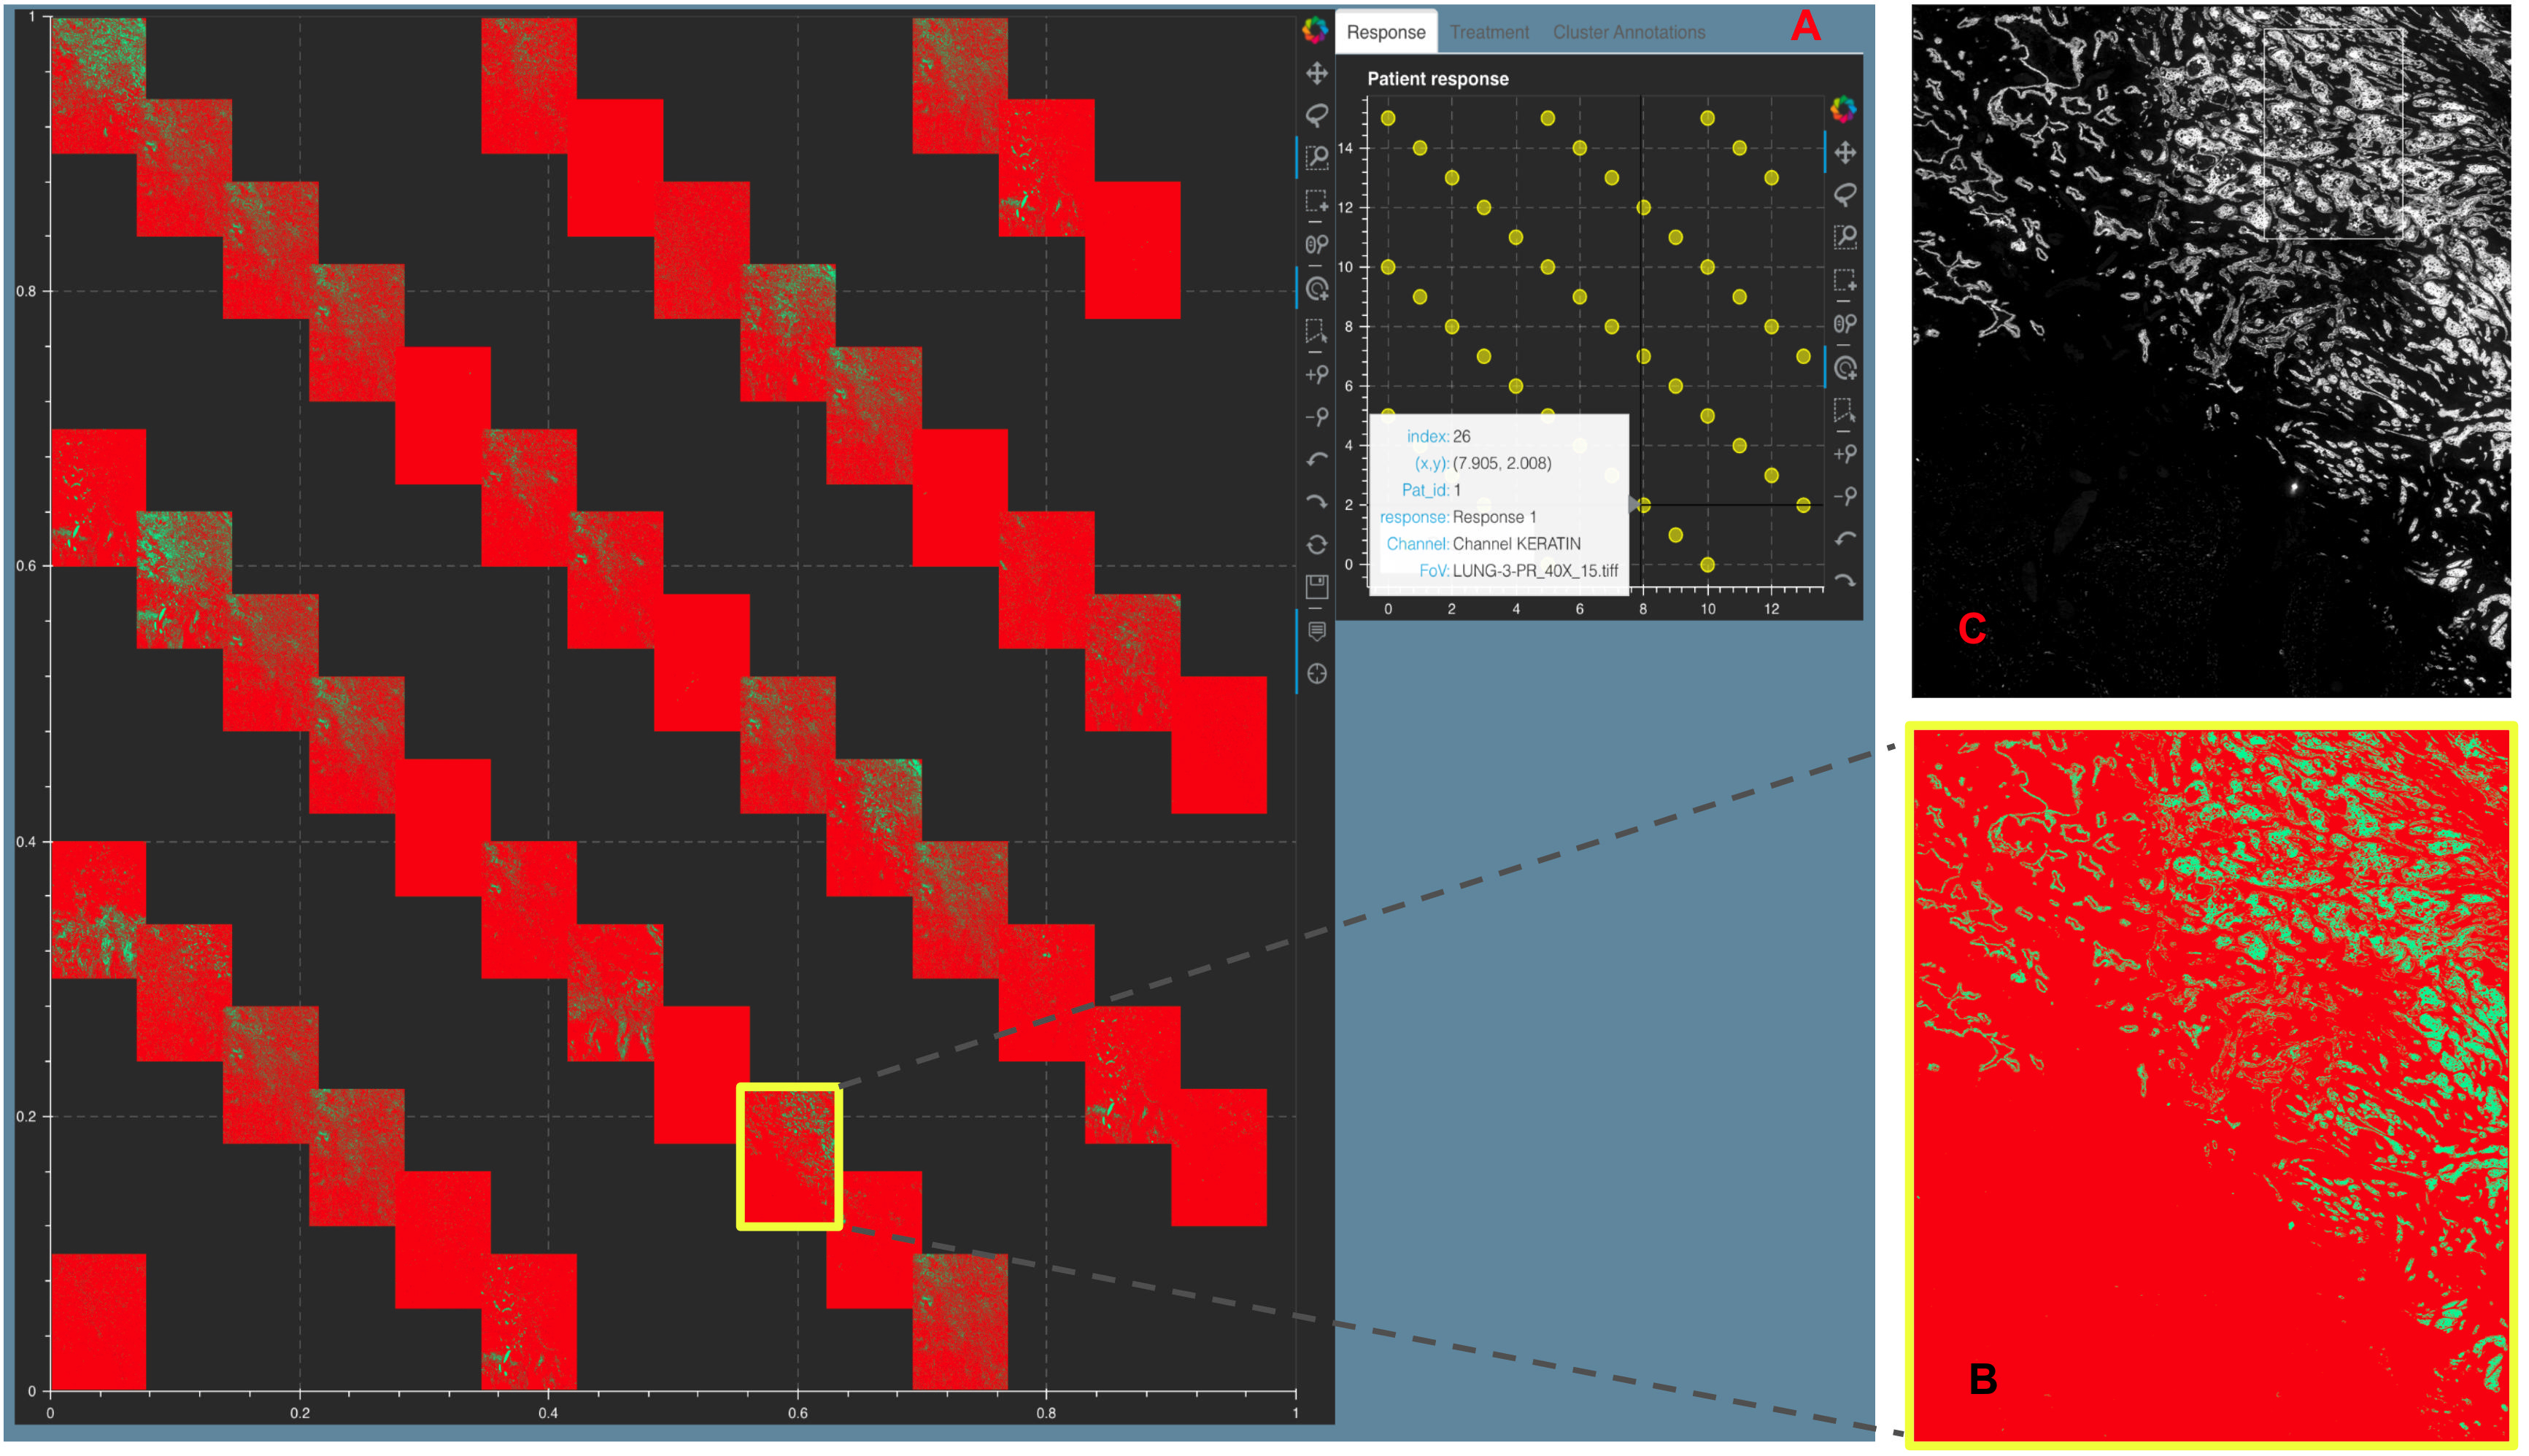 1
0.8
0.6
0.4
0.2
0
0 0.2 0.4 0.6 0.8 1
Response Treatment Cluster Annotations
A
Patient response
14
12
10
8
6
4
2
0
0 2 4 6 8 10 12
index: 26
(x,y): (7.905, 2.008)
Pat_id: 1
response: Response 1
Channel: Channel KERATIN
FoV: LUNG-3-PR_40X_15.tiff
C
B